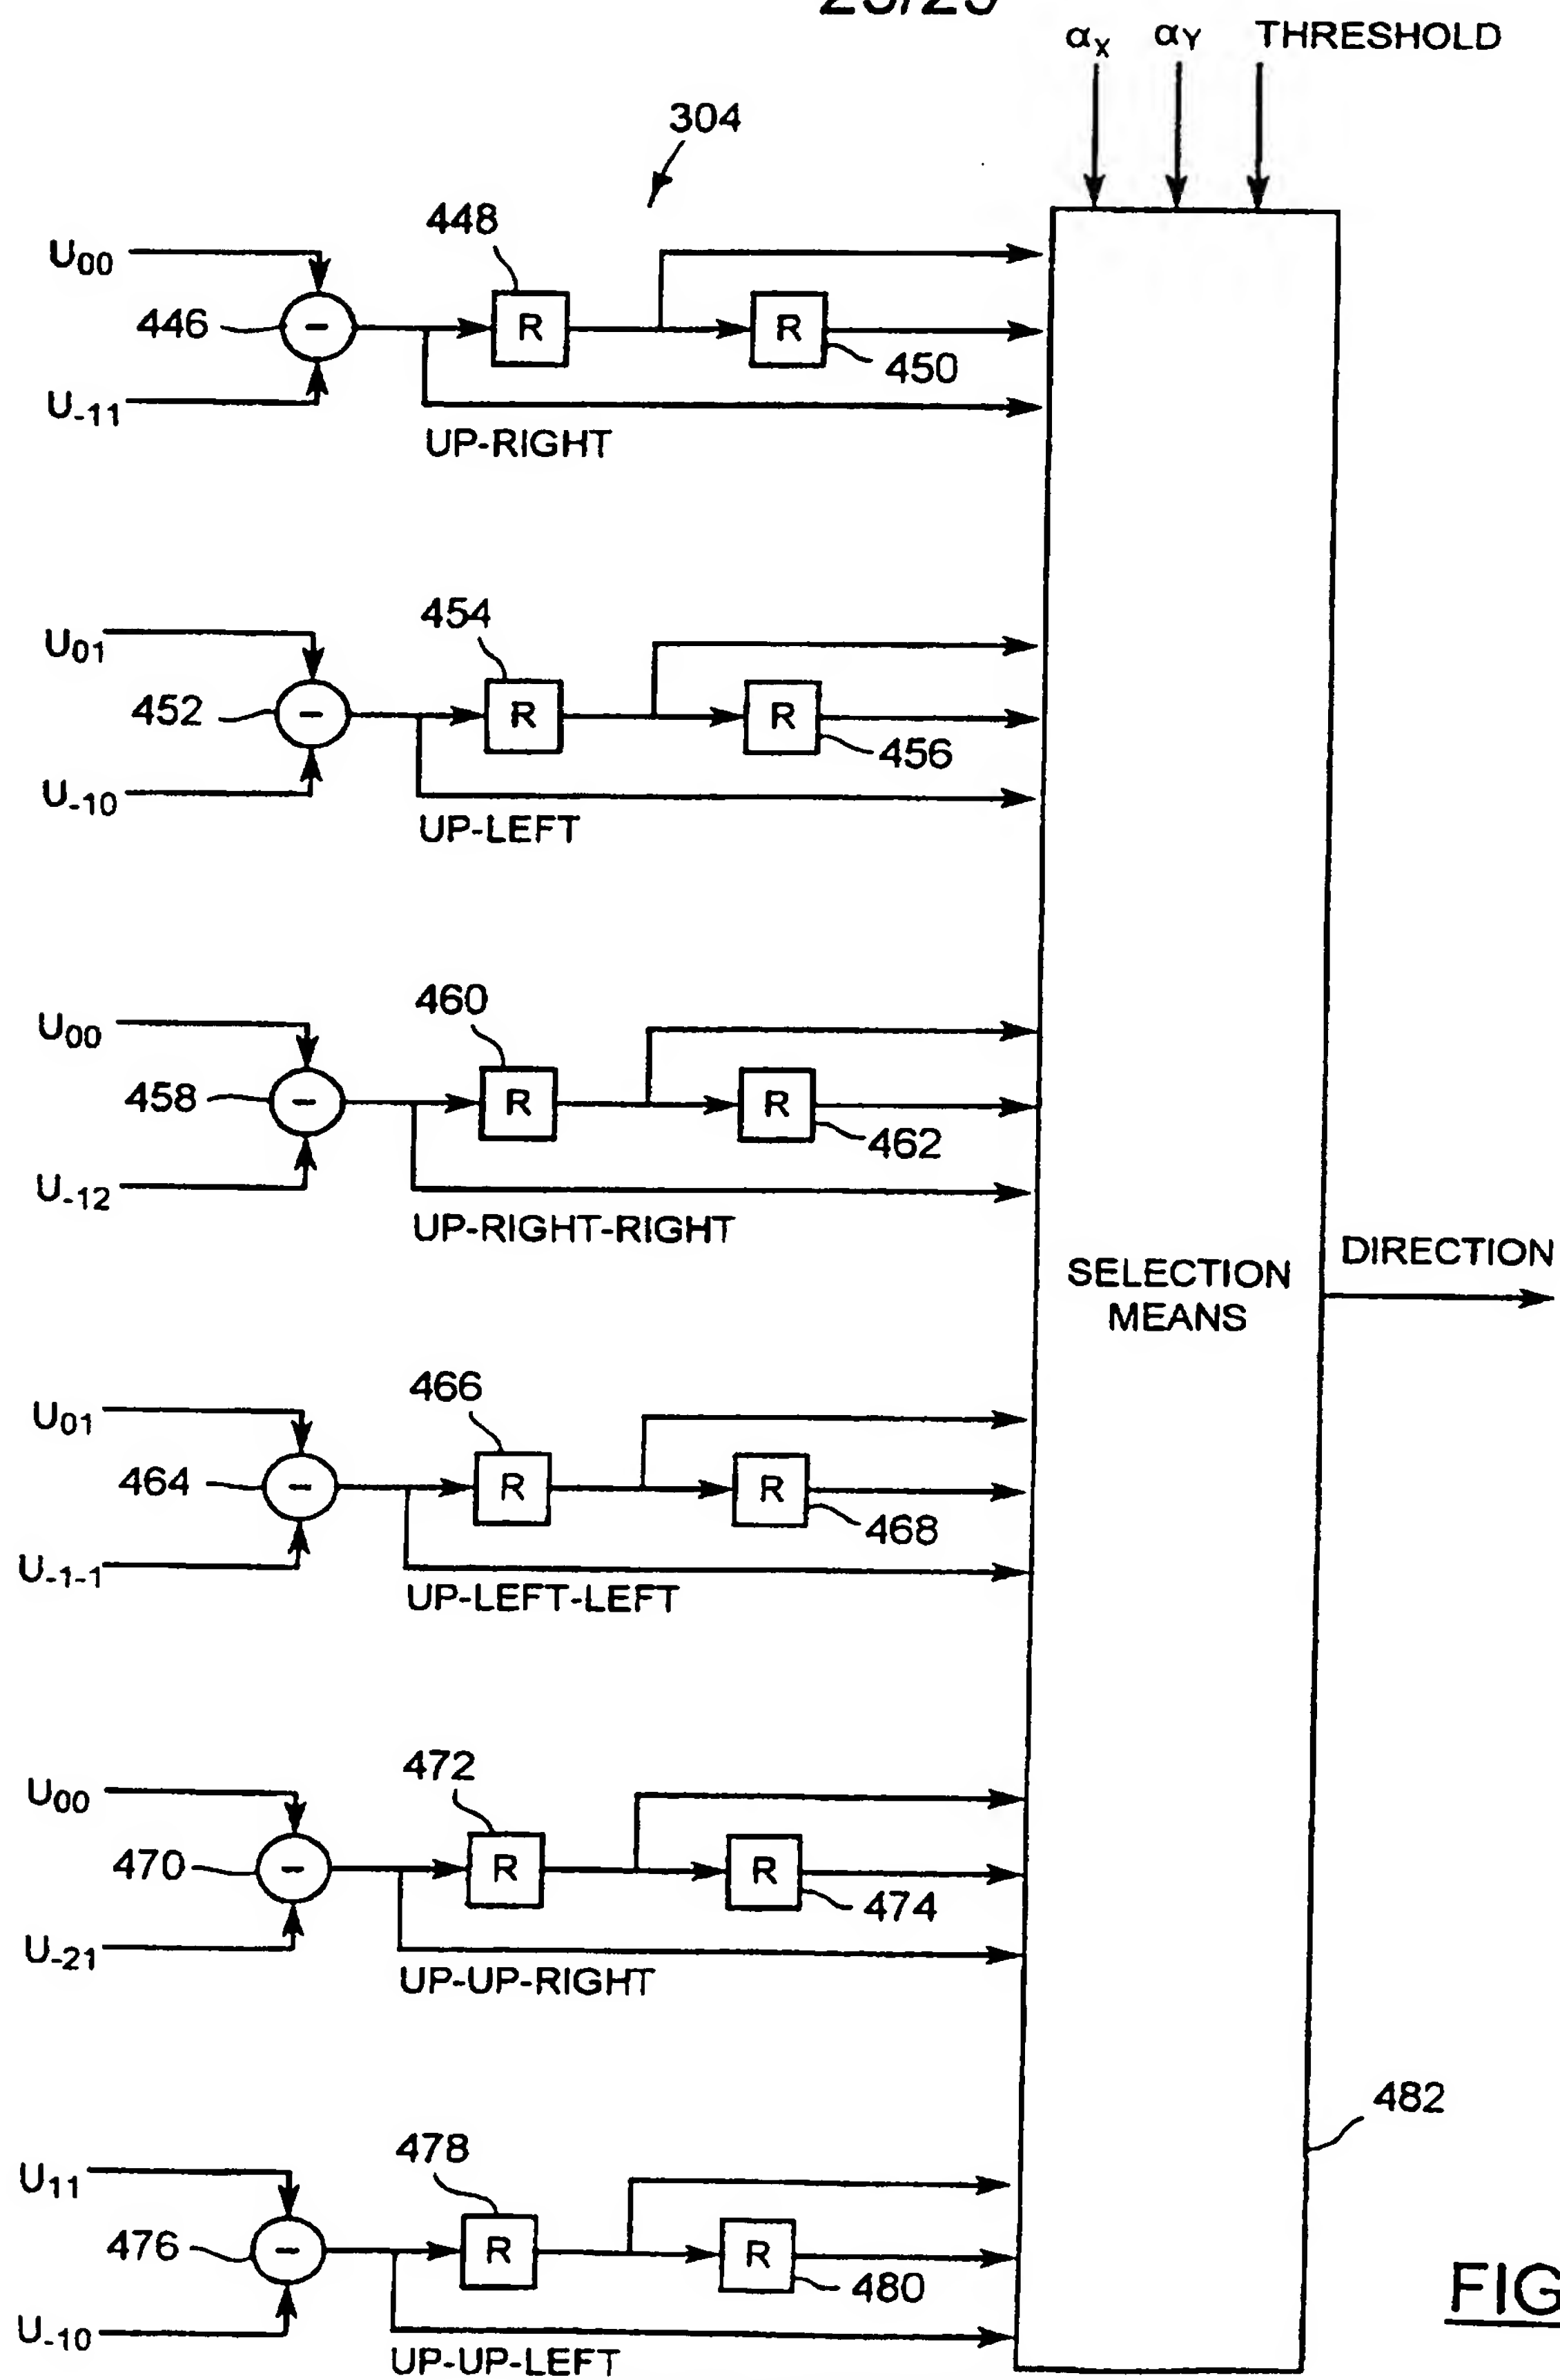 αX αY THRESHOLD
304
448
U00
446
R
R
450
U-11
UP-RIGHT
454
U01
452
R
R
456
U-10
UP-LEFT
460
U00
458
R
R
462
U-12
UP-RIGHT-RIGHT
SELECTION
MEANS
DIRECTION
466
U01
464
R
R
468
U-1-1
UP-LEFT-LEFT
472
U00
470
R
R
474
U-21
UP-UP-RIGHT
482
478
U11
476
R
R
480
U-10
UP-UP-LEFT
FIG